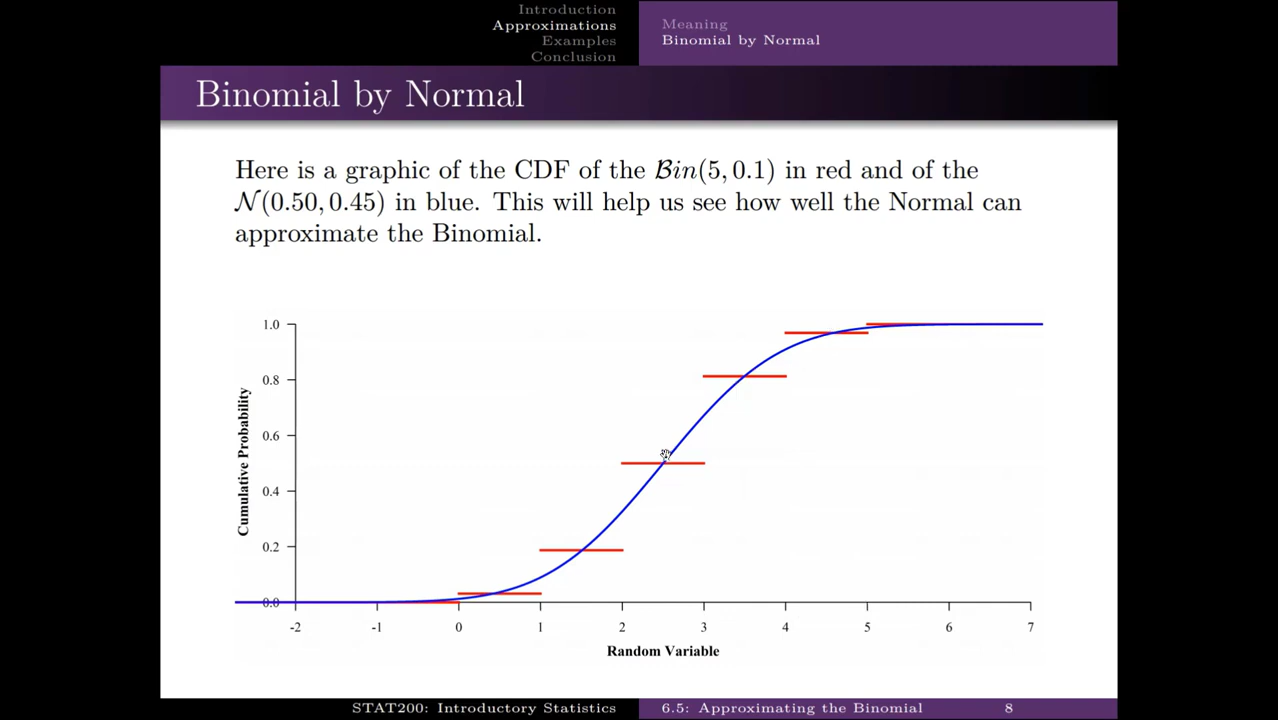 Introduction
Approximations
Examples
Conclusion
Meaning
Binomial by Normal
Binomial by Normal
Here is a graphic of the CDF of the Bin(5, 0.1) in red and of the
N(0.50, 0.45) in blue. This will help us see how well the Normal can
approximate the Binomial.
1.0
0.8
0.6
0.4
0.2
0.0
Cumulative Probability
-2 -1 0 1 2 3 4 5 6 7
Random Variable
STAT200: Introductory Statistics
6.5: Approximating the Binomial
8